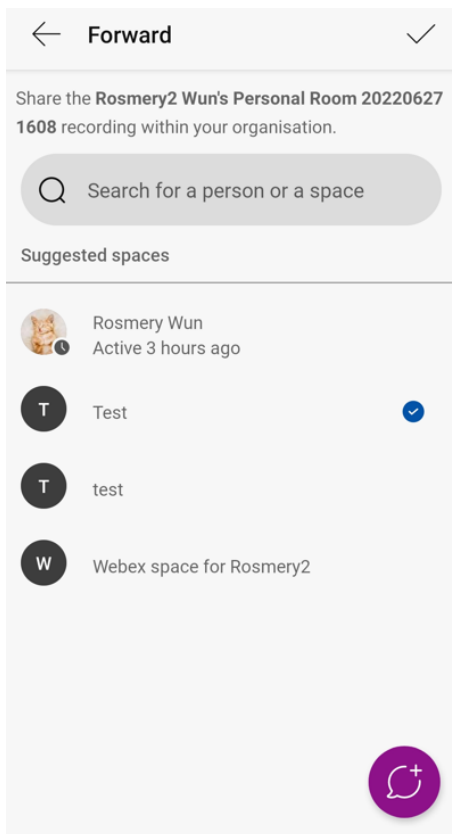 Forward
Share the Rosmery2 Wun's Personal Room 20220627
1608 recording within your organisation.
Search for a person or a space
Suggested spaces
Rosmery Wun
Active 3 hours ago
T
Test
T
test
W
Webex space for Rosmery2